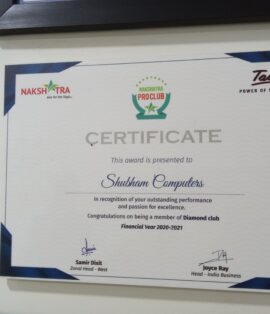 NAKSHATRA
NAKSHATRA
PROCLUB
POWER OF
CERTIFICATE
This award is presented to
Shubham Computers
In recognition of your outstanding performance
and passion for excellence.
Congratulations on being a member of Diamond club
Financial Year 2020-2021
Samir Dixit
Zonal Head - West
Joyce Ray
Head - India Business